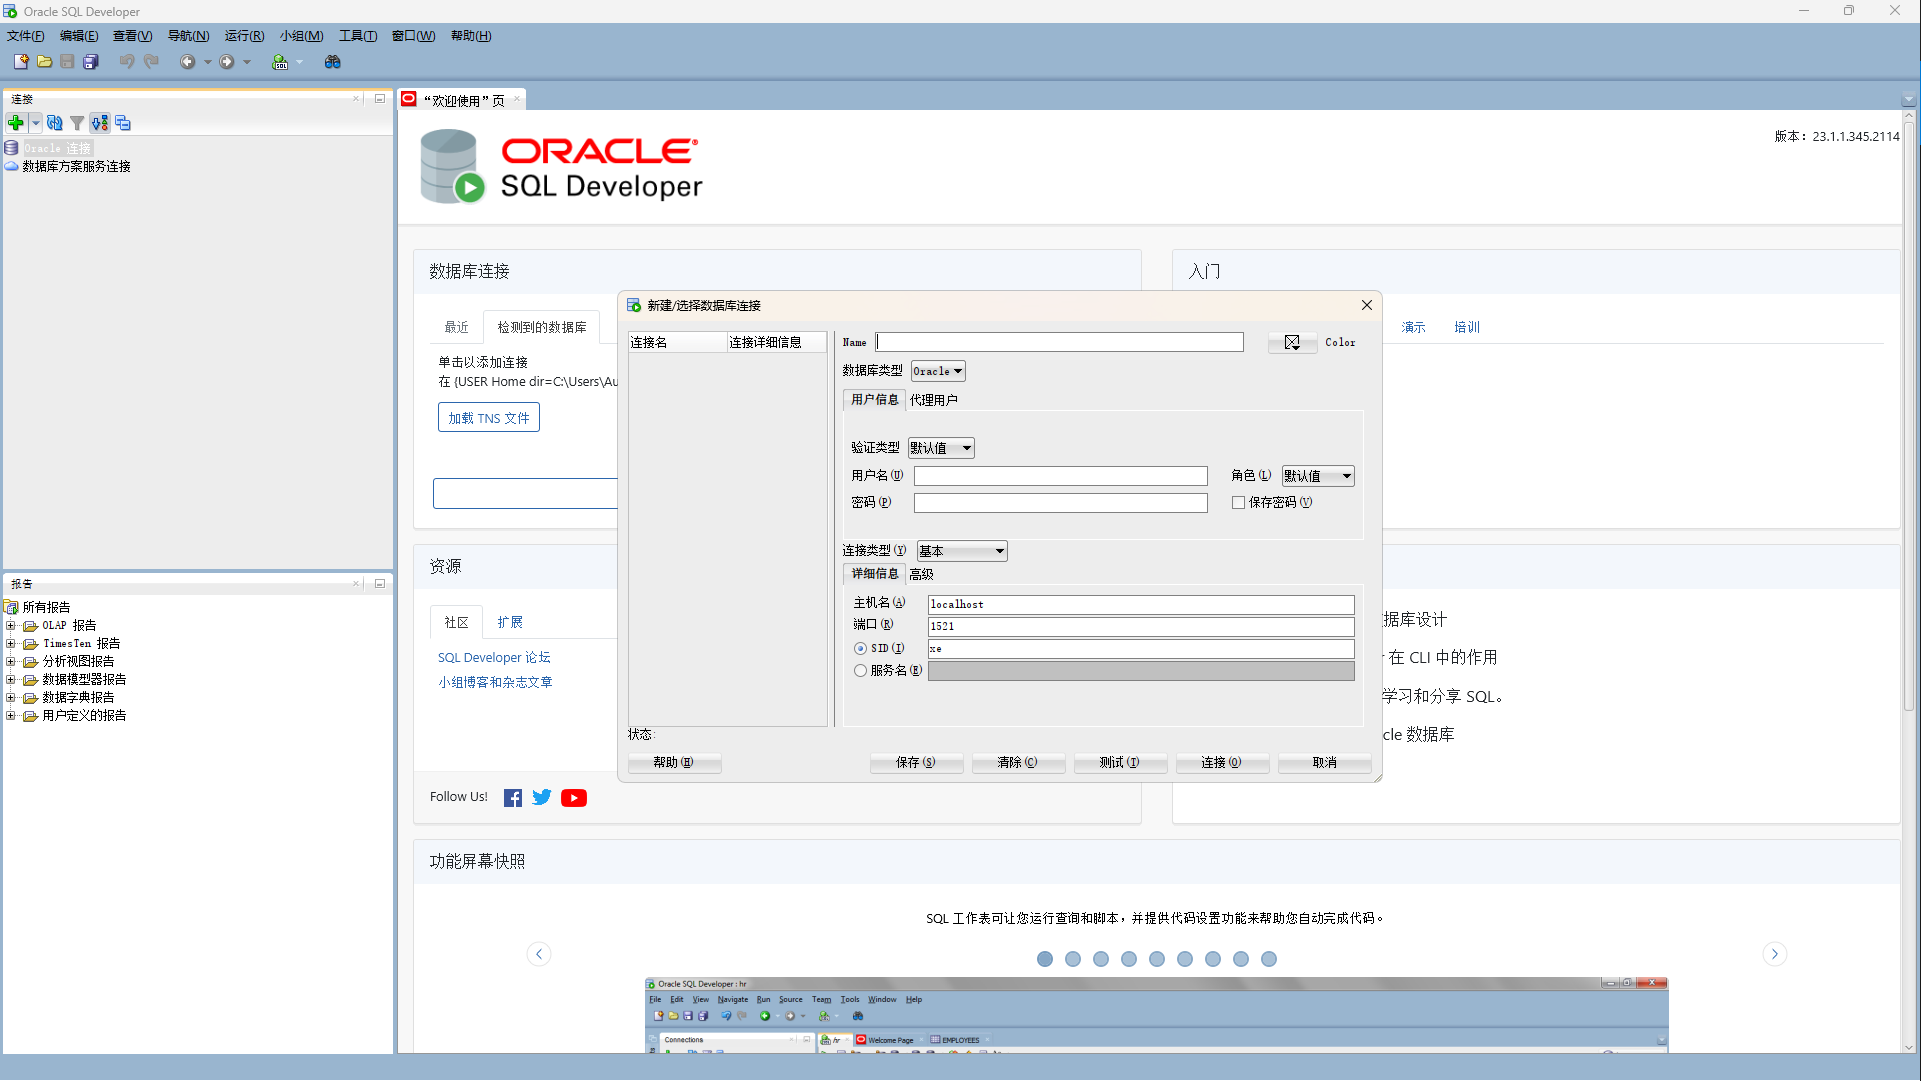 Oracle SQL Developer
文件(F) 编辑(E) 查看(V) 导航(N) 运行(R) 小组(M) 工具(T) 窗口(W) 帮助(H)
连接
Oracle 连接
数据库方案服务连接
报告
所有报告
OLAP 报告
TimesTen 报告
分析视图报告
数据模型器报告
数据字典报告
用户定义的报告
“欢迎使用”页
ORACLE
SQL Developer
版本: 23.1.1.345.2114
数据库连接
最近 检测到的数据库
单击以添加连接
在 {USER Home dir=C:\Users\Au
加载 TNS 文件
入门
演示 培训
资源
社区 扩展
SQL Developer 论坛
小组博客和杂志文章
Follow Us!
据库设计
在 CLI 中的作用
学习和分享 SQL。
cle 数据库
新建/选择数据库连接
连接名 连接详细信息
Name
Color
数据库类型 Oracle
用户信息 代理用户
验证类型 默认值
用户名(U)
角色(L) 默认值
密码(P)
保存密码(V)
连接类型(Y) 基本
详细信息 高级
主机名(A) localhost
端口(R) 1521
SID(I) xe
服务名(E)
状态:
帮助(H) 保存(S) 清除(C) 测试(T) 连接(O) 取消
功能屏幕快照
SQL 工作表可让您运行查询和脚本，并提供代码设置功能来帮助您自动完成代码。
Oracle SQL Developer : hr
File Edit View Navigate Run Source Team Tools Window Help
Connections
hr Welcome Page EMPLOYEES